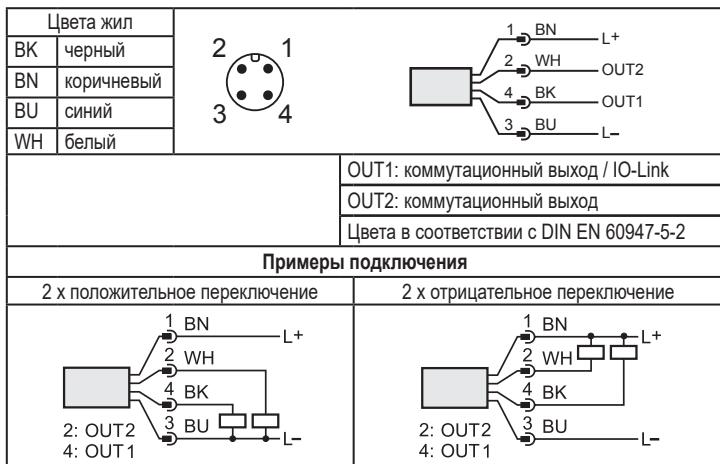 Цвета жил
BK черный
BN коричневый
BU синий
WH белый
2 1
3 4
1 BN L+
2 WH OUT2
4 BK OUT1
3 BU L–
OUT1: коммутационный выход / IO-Link
OUT2: коммутационный выход
Цвета в соответствии с DIN EN 60947-5-2
Примеры подключения
2 x положительное переключение
2 x отрицательное переключение
1 BN L+
2 WH
4 BK
3 BU L–
2: OUT2
4: OUT1
1 BN L+
2 WH
4 BK
3 BU L–
2: OUT2
4: OUT1